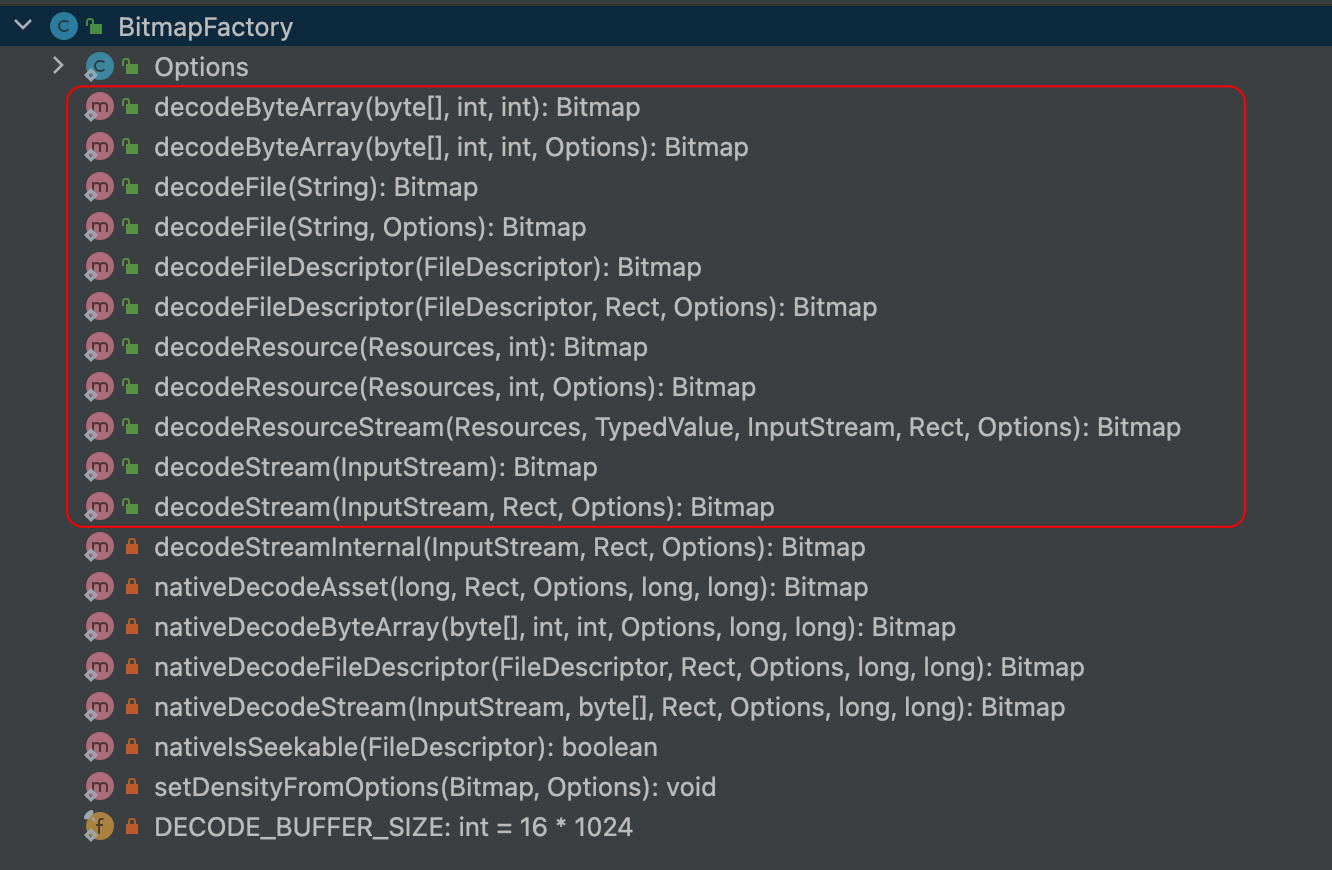 BitmapFactory
Options
decodeByteArray(byte[], int, int): Bitmap
decodeByteArray(byte[], int, int, Options): Bitmap
decodeFile(String): Bitmap
decodeFile(String, Options): Bitmap
decodeFileDescriptor(FileDescriptor): Bitmap
decodeFileDescriptor(FileDescriptor, Rect, Options): Bitmap
decodeResource(Resources, int): Bitmap
decodeResource(Resources, int, Options): Bitmap
decodeResourceStream(Resources, TypedValue, InputStream, Rect, Options): Bitmap
decodeStream(InputStream): Bitmap
decodeStream(InputStream, Rect, Options): Bitmap
decodeStreamInternal(InputStream, Rect, Options): Bitmap
nativeDecodeAsset(long, Rect, Options, long, long): Bitmap
nativeDecodeByteArray(byte[], int, int, Options, long, long): Bitmap
nativeDecodeFileDescriptor(FileDescriptor, Rect, Options, long, long): Bitmap
nativeDecodeStream(InputStream, byte[], Rect, Options, long, long): Bitmap
nativeIsSeekable(FileDescriptor): boolean
setDensityFromOptions(Bitmap, Options): void
DECODE_BUFFER_SIZE: int = 16 * 1024